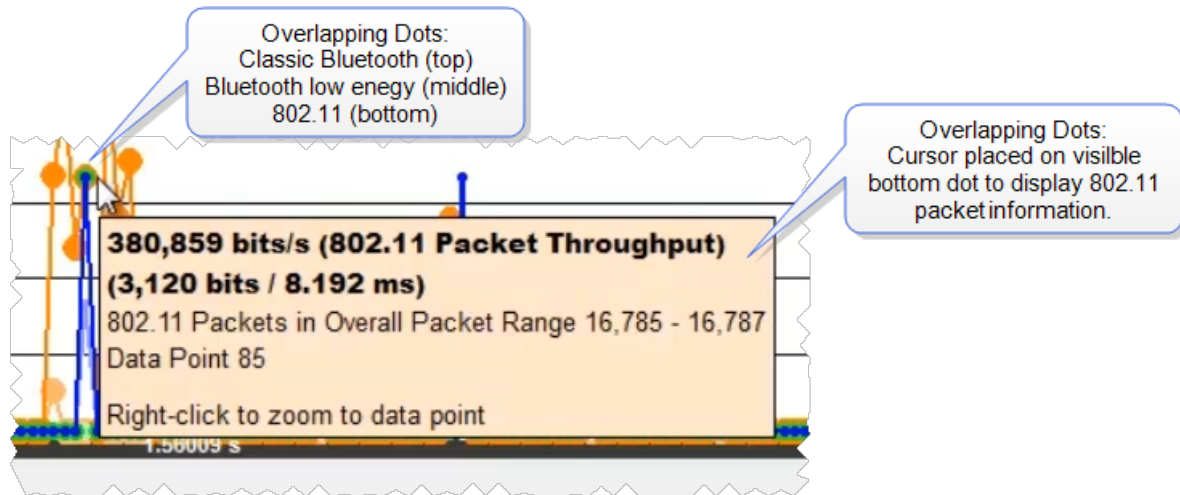 Overlapping Dots:
Classic Bluetooth (top)
Bluetooth low enegy (middle)
802.11 (bottom)
Overlapping Dots:
Cursor placed on visilble
bottom dot to display 802.11
packet information.
380,859 bits/s (802.11 Packet Throughput)
(3,120 bits / 8.192 ms)
802.11 Packets in Overall Packet Range 16,785 - 16,787
Data Point 85
Right-click to zoom to data point
1.56009 s